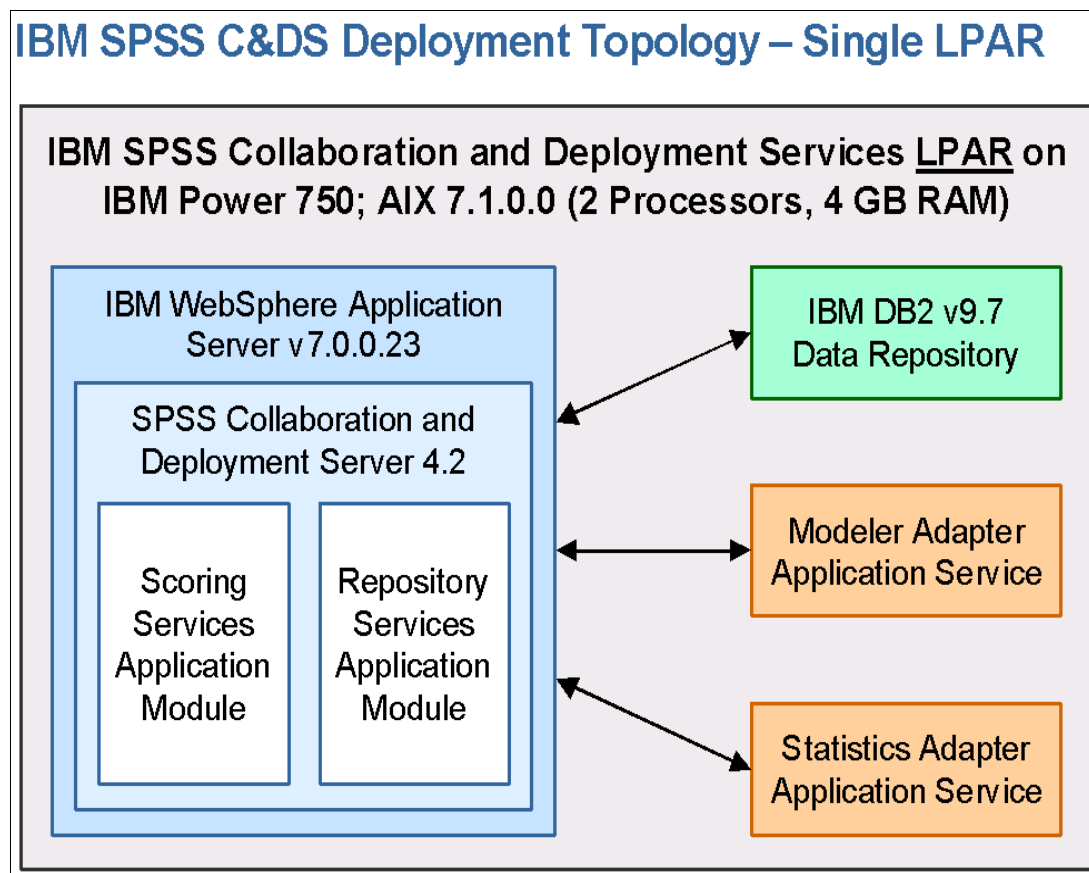 IBM SPSS C&DS Deployment Topology – Single LPAR
IBM SPSS Collaboration and Deployment Services LPAR on
IBM Power 750; AIX 7.1.0.0 (2 Processors, 4 GB RAM)
IBM WebSphere Application
Server v7.0.0.23
SPSS Collaboration and
Deployment Server 4.2
Scoring
Services
Application
Module
Repository
Services
Application
Module
IBM DB2 v9.7
Data Repository
Modeler Adapter
Application Service
Statistics Adapter
Application Service